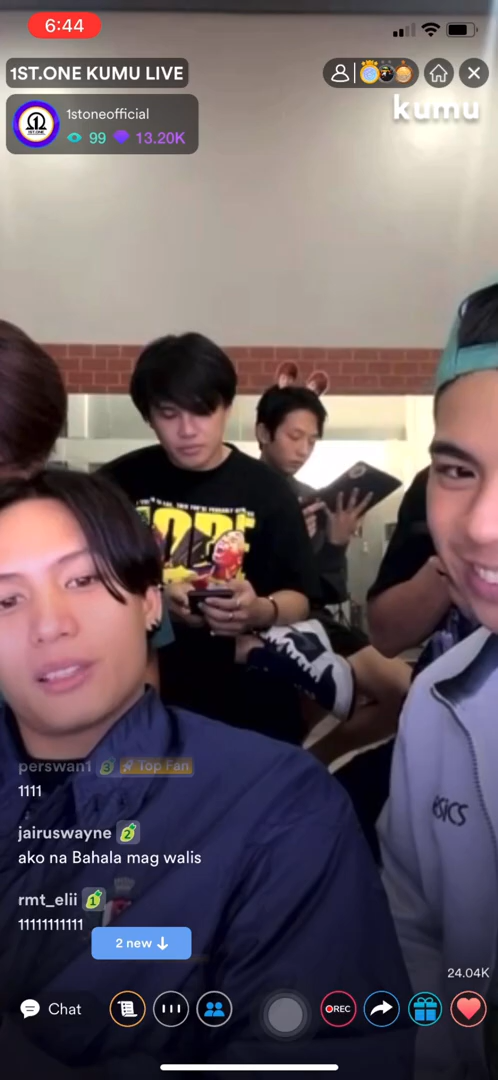 6:44
1ST.ONE KUMU LIVE
kumu
1stoneofficial
99 13.20K
HOPE
perswan1 3 Top Fan
1111
jairuswayne 2
ako na Bahala mag walis
asics
rmt_elii 1
11111111111
2 new
24.04K
Chat
REC